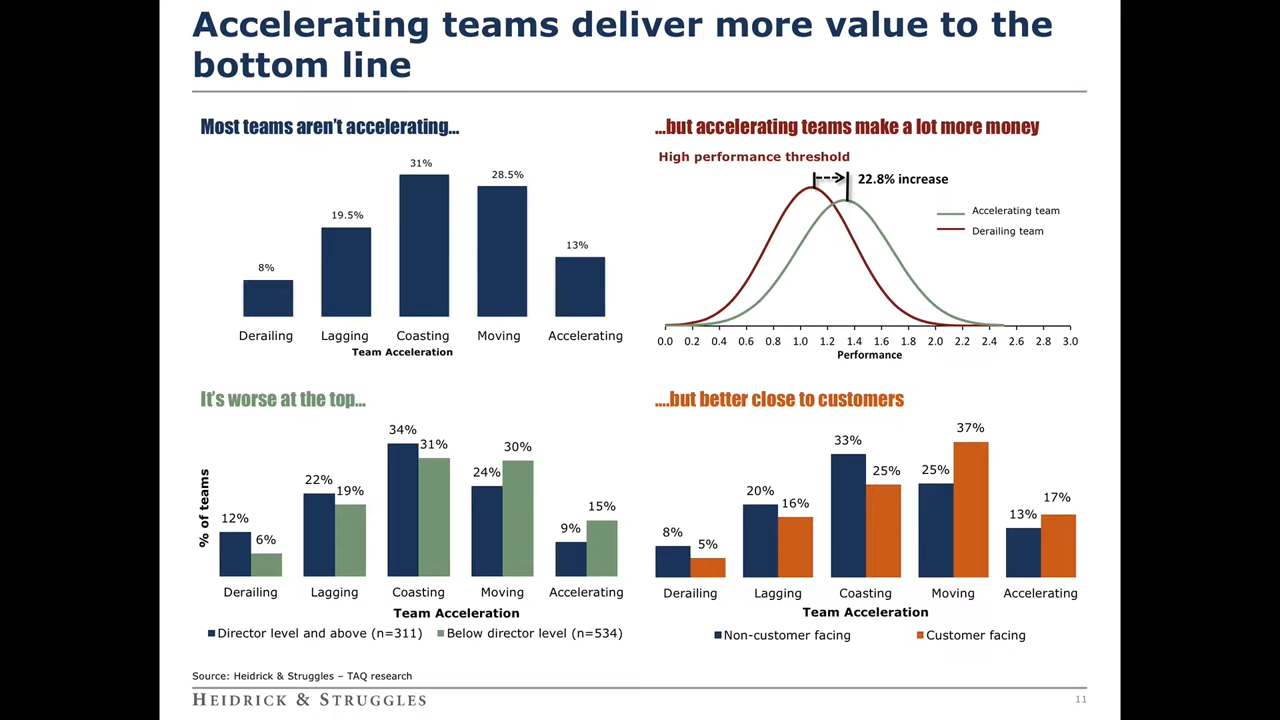 Accelerating teams deliver more value to the
bottom line
Most teams aren't accelerating...
31%
28.5%
19.5%
13%
8%
Derailing Lagging Coasting Moving Accelerating
Team Acceleration
...but accelerating teams make a lot more money
High performance threshold
22.8% increase
Accelerating team
Derailing team
0.0 0.2 0.4 0.6 0.8 1.0 1.2 1.4 1.6 1.8 2.0 2.2 2.4 2.6 2.8 3.0
Performance
It's worse at the top...
% of teams
12% 6% 22% 19% 34% 31% 24% 30% 9% 15%
Derailing Lagging Coasting Moving Accelerating
Team Acceleration
Director level and above (n=311) Below director level (n=534)
....but better close to customers
8% 5% 20% 16% 33% 25% 25% 37% 13% 17%
Derailing Lagging Coasting Moving Accelerating
Team Acceleration
Non-customer facing Customer facing
Source: Heidrick & Struggles – TAQ research
HEIDRICK & STRUGGLES
11